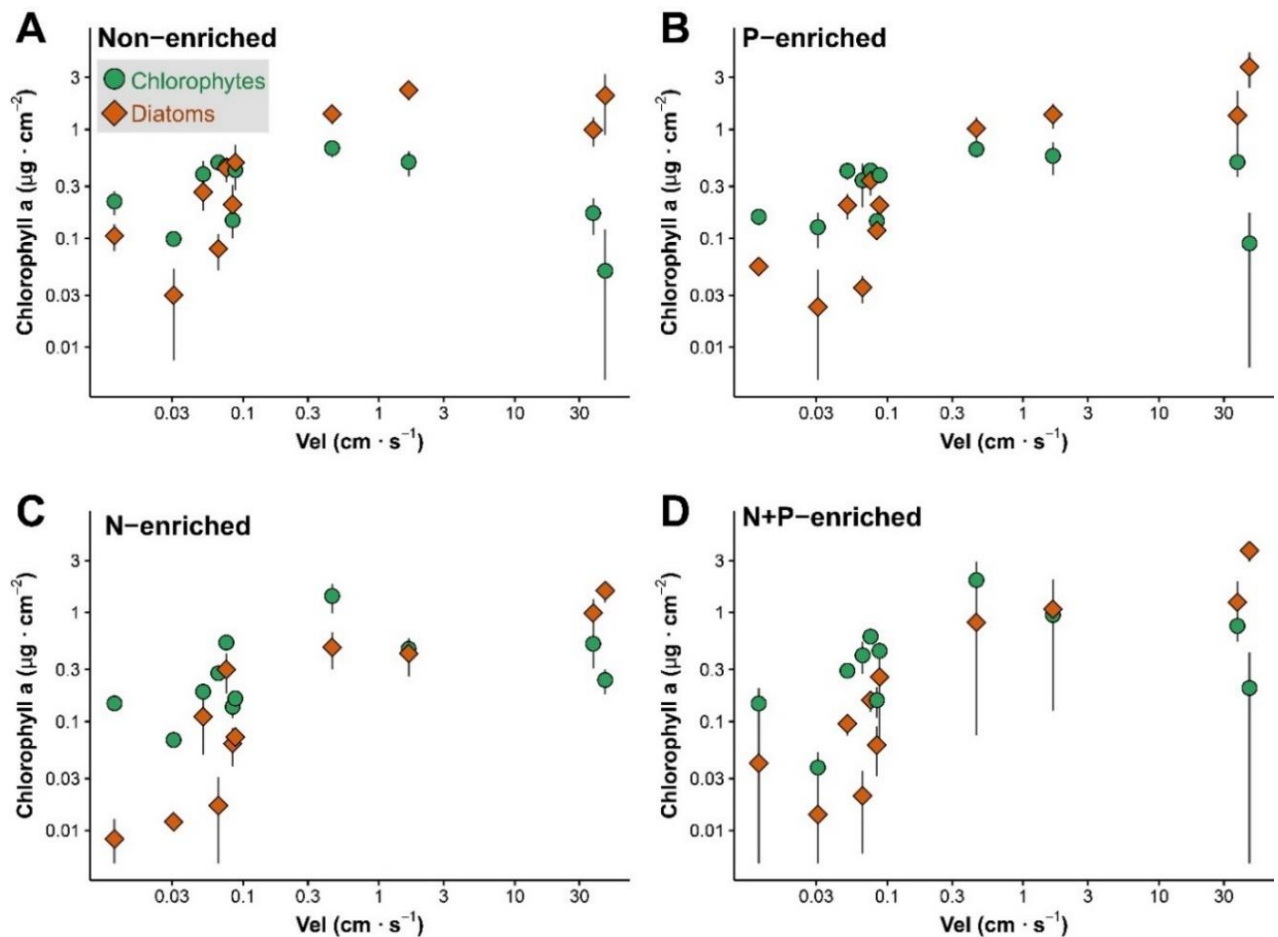 A
Non−enriched
Chlorophytes
Diatoms
Chlorophyll a (μg · cm⁻²)
3
1
0.3
0.1
0.03
0.01
0.03 0.1 0.3 1 3 10 30
Vel (cm · s⁻¹)
B
P−enriched
Chlorophyll a (μg · cm⁻²)
3
1
0.3
0.1
0.03
0.01
0.03 0.1 0.3 1 3 10 30
Vel (cm · s⁻¹)
C
N−enriched
Chlorophyll a (μg · cm⁻²)
3
1
0.3
0.1
0.03
0.01
0.03 0.1 0.3 1 3 10 30
Vel (cm · s⁻¹)
D
N+P−enriched
Chlorophyll a (μg · cm⁻²)
3
1
0.3
0.1
0.03
0.01
0.03 0.1 0.3 1 3 10 30
Vel (cm · s⁻¹)